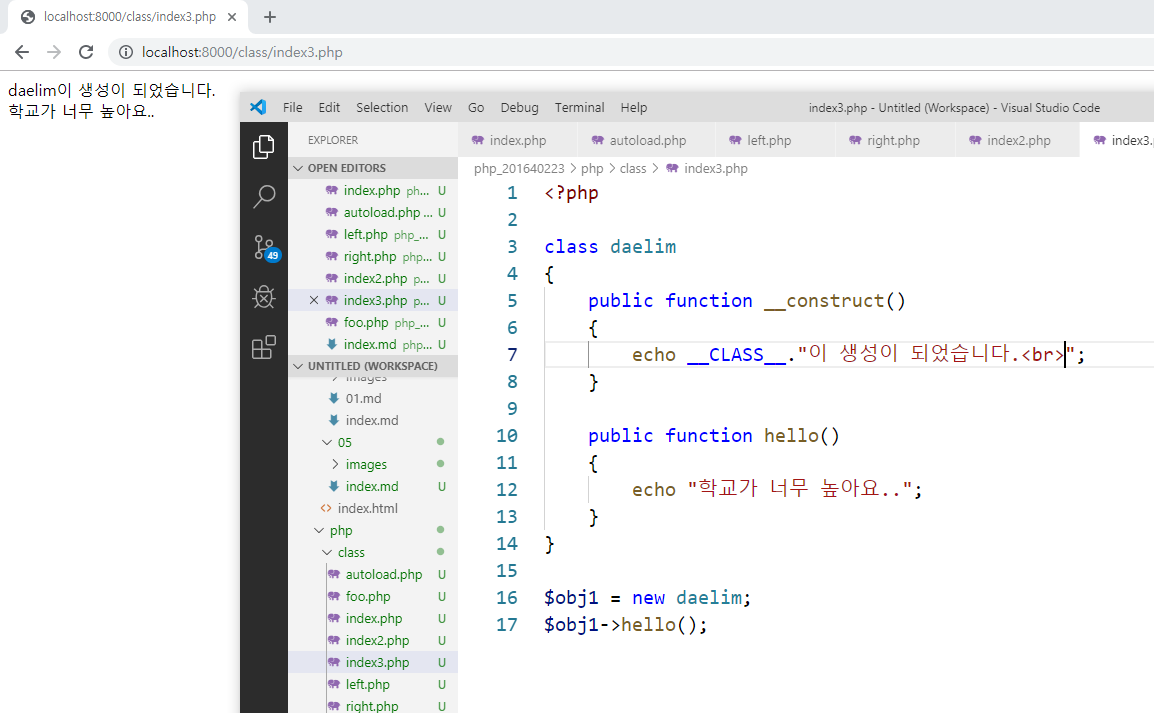 localhost:8000/class/index3.php
localhost:8000/class/index3.php
daelim이 생성이 되었습니다.
학교가 너무 높아요..
File Edit Selection View Go Debug Terminal Help index3.php - Untitled (Workspace) - Visual Studio Code
EXPLORER
OPEN EDITORS
index.php ph... U
autoload.php ... U
left.php php_... U
right.php php... U
index2.php p... U
index3.php p... U
foo.php php_... U
index.md php... U
49
UNTITLED (WORKSPACE)
images
01.md
index.md
05
images
index.md U
index.html
php
class
autoload.php U
foo.php U
index.php U
index2.php U
index3.php U
left.php U
right.php U
index.php autoload.php left.php right.php index2.php index3.
php_201640223 > php > class > index3.php
1 <?php
2
3 class daelim
4 {
5 public function __construct()
6 {
7 echo __CLASS__."이 생성이 되었습니다.<br>";
8 }
9
10 public function hello()
11 {
12 echo "학교가 너무 높아요..";
13 }
14 }
15
16 $obj1 = new daelim;
17 $obj1->hello();